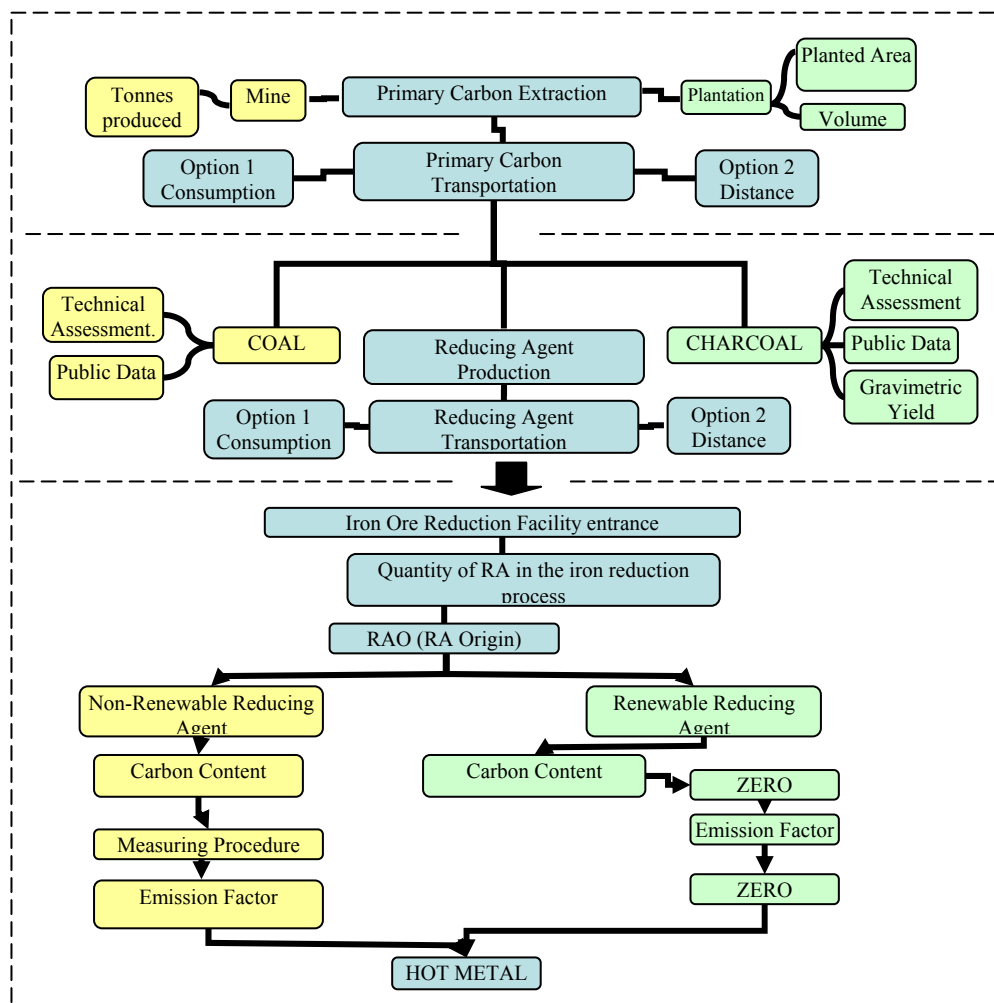 Tonnes
produced
Mine
Primary Carbon Extraction
Plantation
Planted Area
Volume
Option 1
Consumption
Primary Carbon
Transportation
Option 2
Distance
Technical
Assessment.
Public Data
COAL
Reducing Agent
Production
CHARCOAL
Technical
Assessment
Public Data
Gravimetric
Yield
Option 1
Consumption
Reducing Agent
Transportation
Option 2
Distance
Iron Ore Reduction Facility entrance
Quantity of RA in the iron reduction
process
RAO (RA Origin)
Non-Renewable Reducing
Agent
Renewable Reducing
Agent
Carbon Content
Carbon Content
ZERO
Measuring Procedure
Emission Factor
Emission Factor
ZERO
HOT METAL